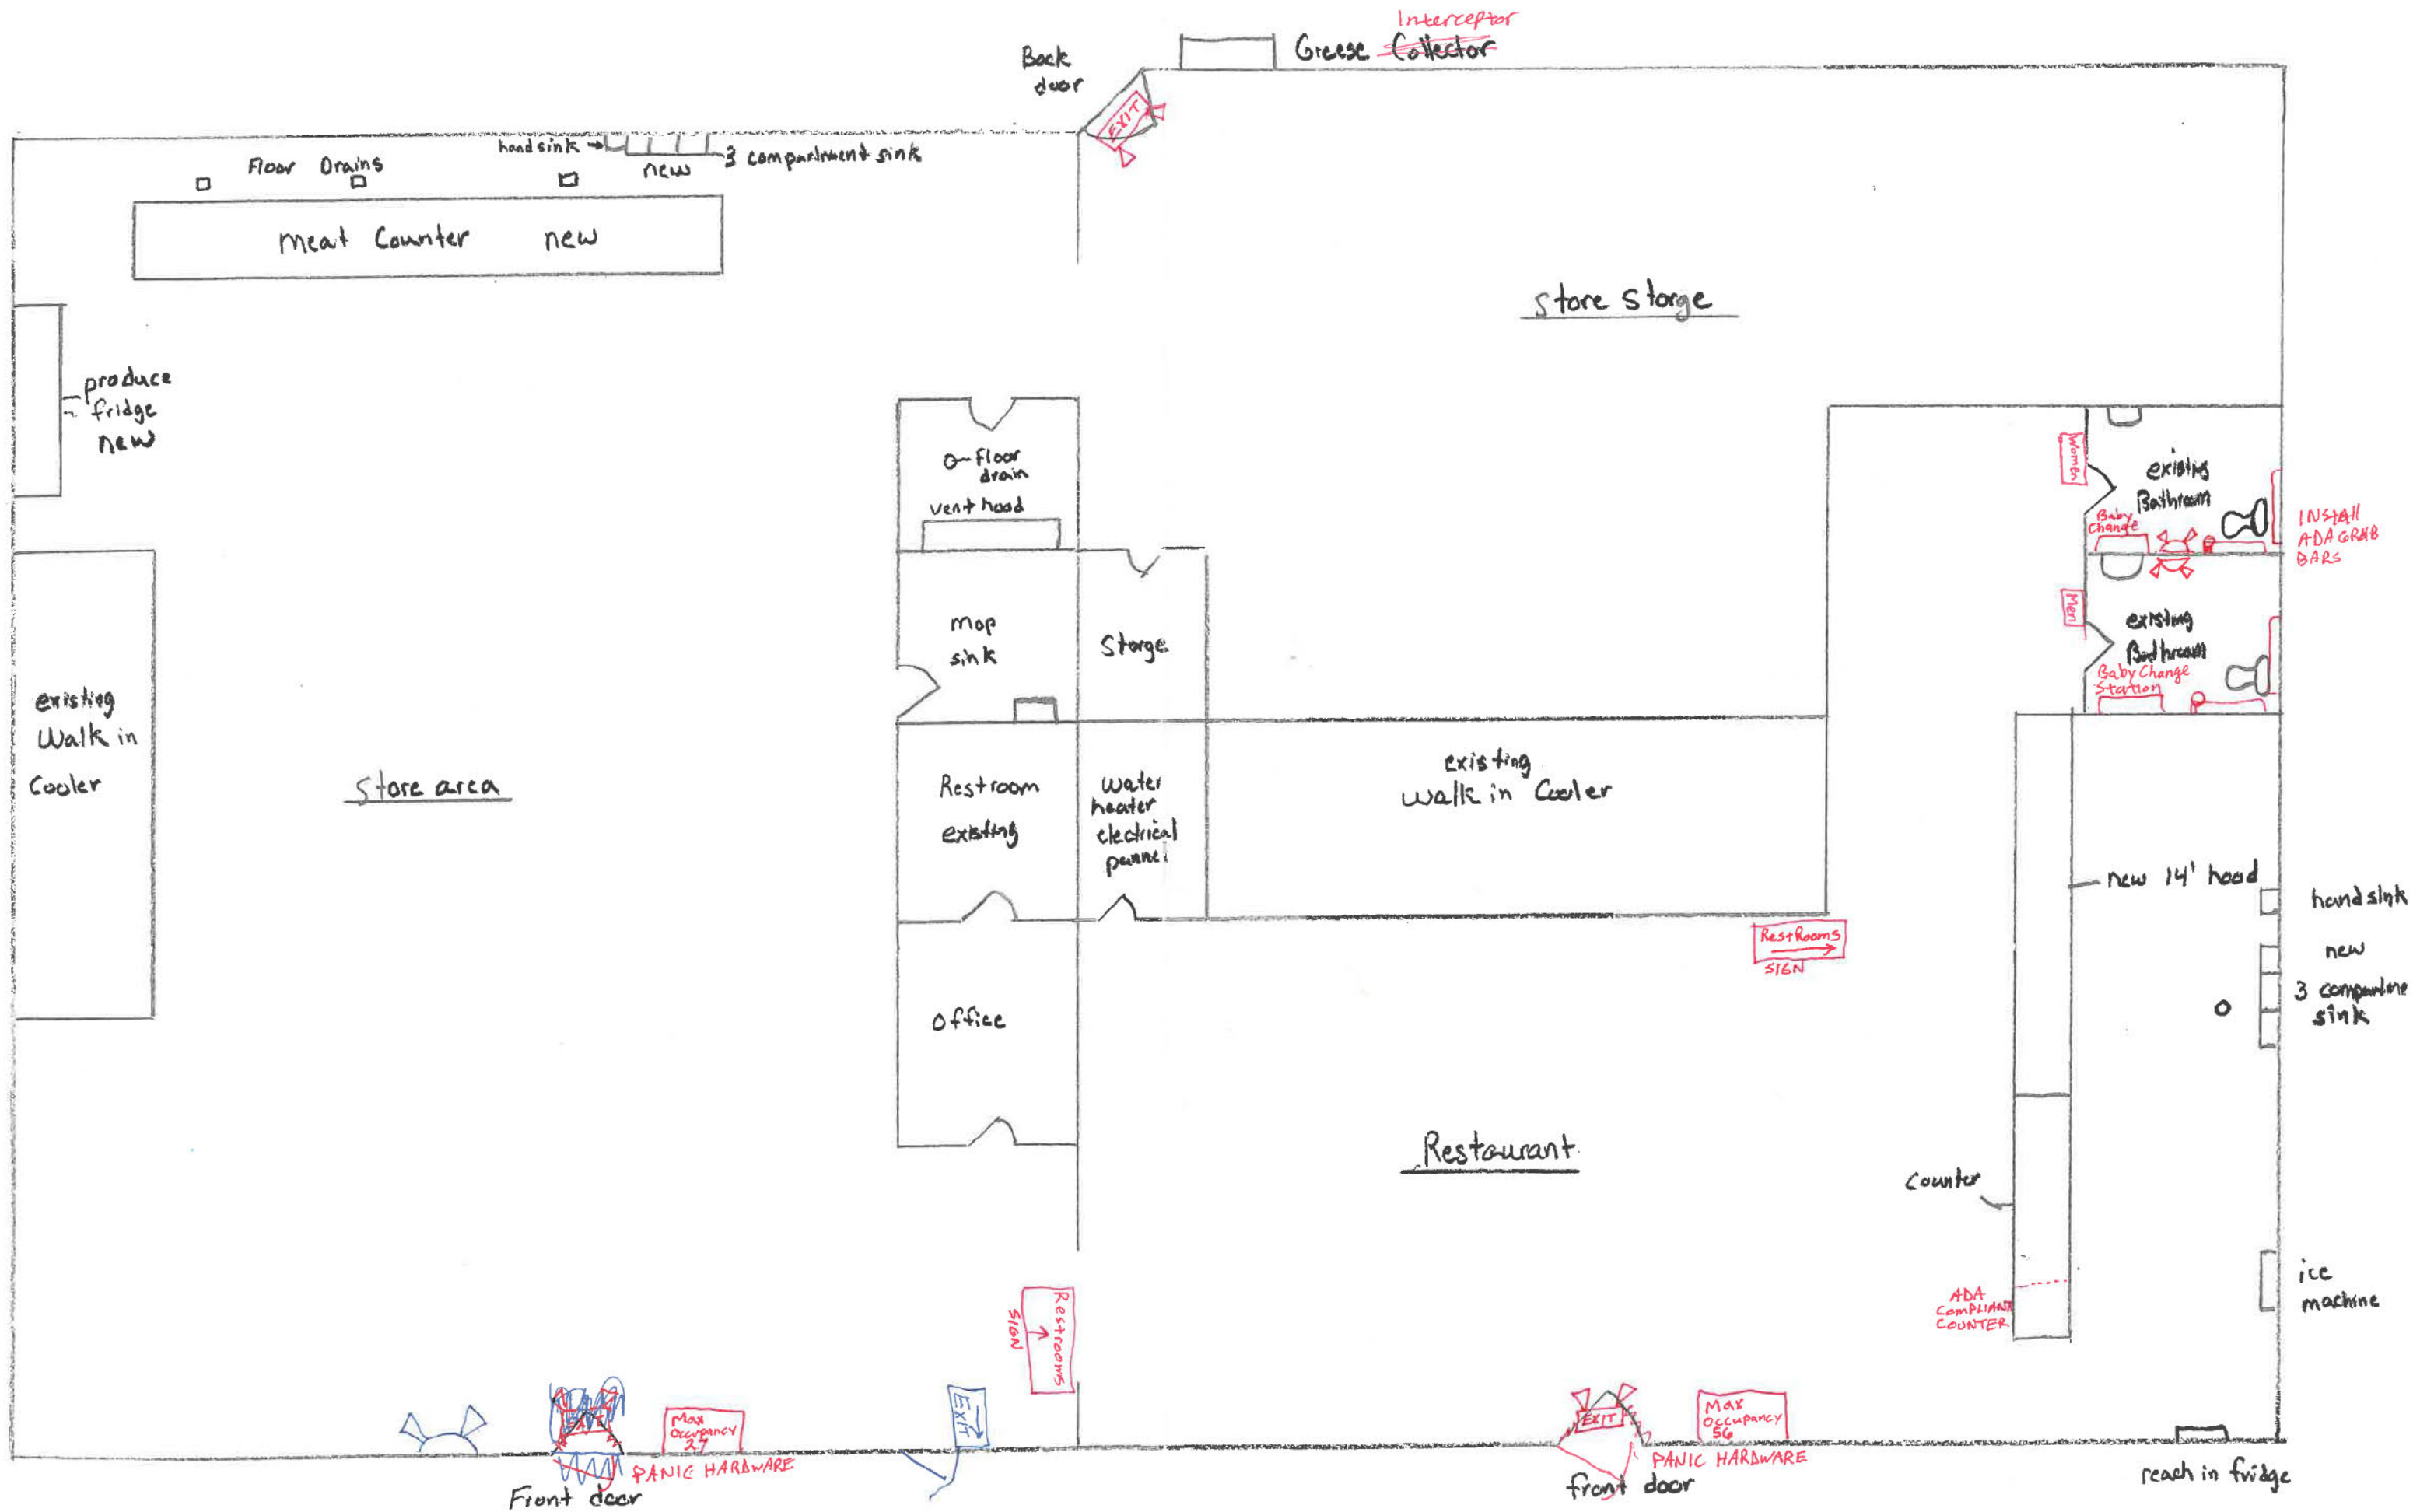 Interceptor
Greese Collector
Back
door
EXIT
hand sink
3 compartment sink
new
Floor Drains
Meat Counter new
Store Storge
produce
fridge
new
floor
drain
vent hood
Women
existing
Bathroom
Baby
Change
INSTALL
ADA GRAB
BARS
Mop
sink
Storge
Men
existing
Bathroom
Baby Change
Station
existing
Walk in
Cooler
Store area
Restroom
existing
water
heater
electrical
pannel
existing
walk in Cooler
new 14' hood
hand sink
RestRooms
SIGN
new
3 compartme
sink
Office
Restaurant
Counter
ADA
COMPLIANT
COUNTER
ice
machine
Restrooms
SIGN
EXIT
Max
Occupancy
27
EXIT
PANIC HARDWARE
Front door
EXIT
Max
Occupancy
56
PANIC HARDWARE
front door
reach in fridge